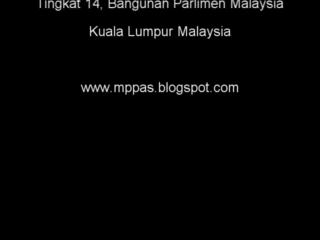 Tingkat 14, Bangunan Parlimen Malaysia
Kuala Lumpur Malaysia
www.mppas.blogspot.com